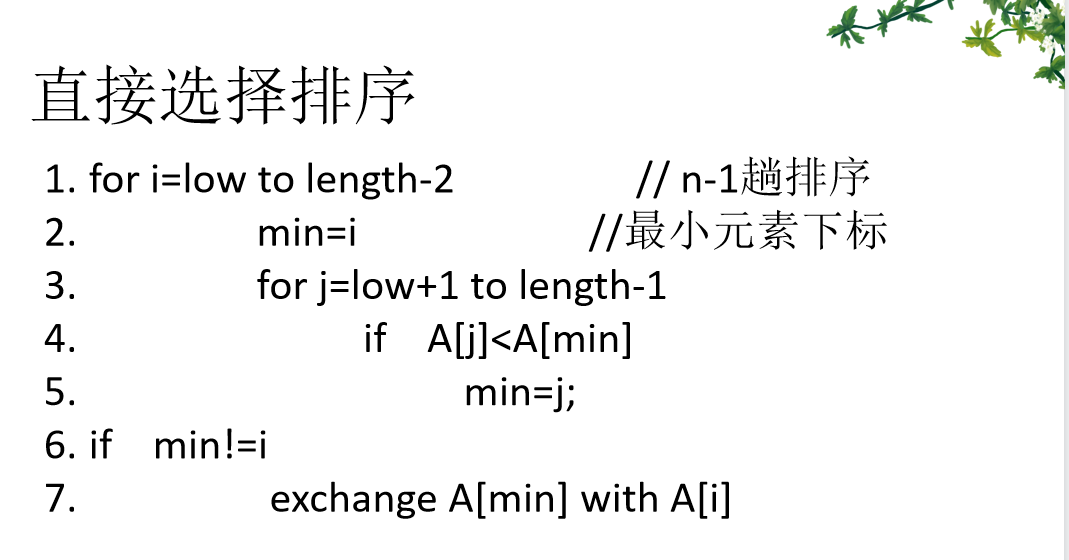 直接选择排序
1. for i=low to length-2 // n-1趟排序
2. min=i //最小元素下标
3. for j=low+1 to length-1
4. if A[j]<A[min]
5. min=j;
6. if min!=i
7. exchange A[min] with A[i]